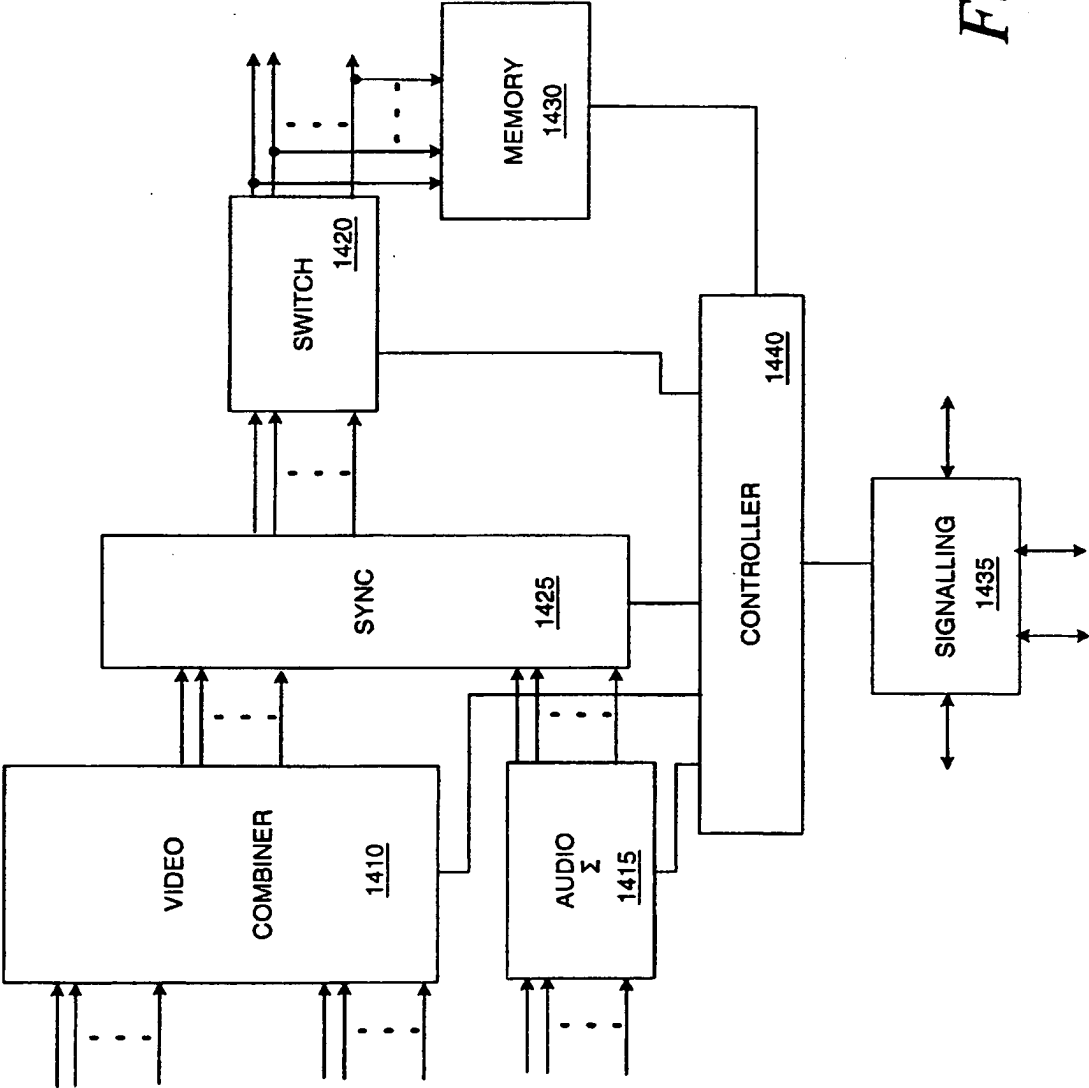 VIDEO
COMBINER
1410
AUDIO
Σ
1415
SYNC
1425
SWITCH
1420
MEMORY
1430
CONTROLLER
1440
SIGNALLING
1435